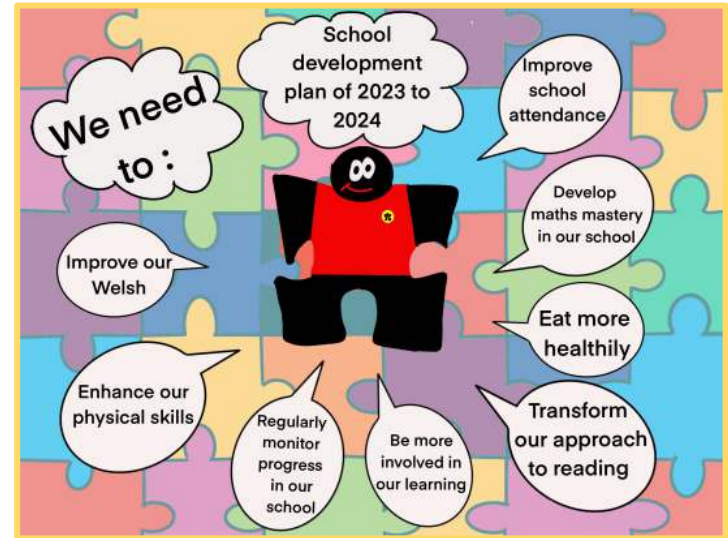 School
development
plan of 2023 to
2024
We need
to :
Improve
school
attendance
Develop
maths mastery
in our school
Eat more
healthily
Transform
our approach
to reading
Be more
involved in
our learning
Regularly
monitor
progress
in our
school
Enhance our
physical skills
Improve our
Welsh